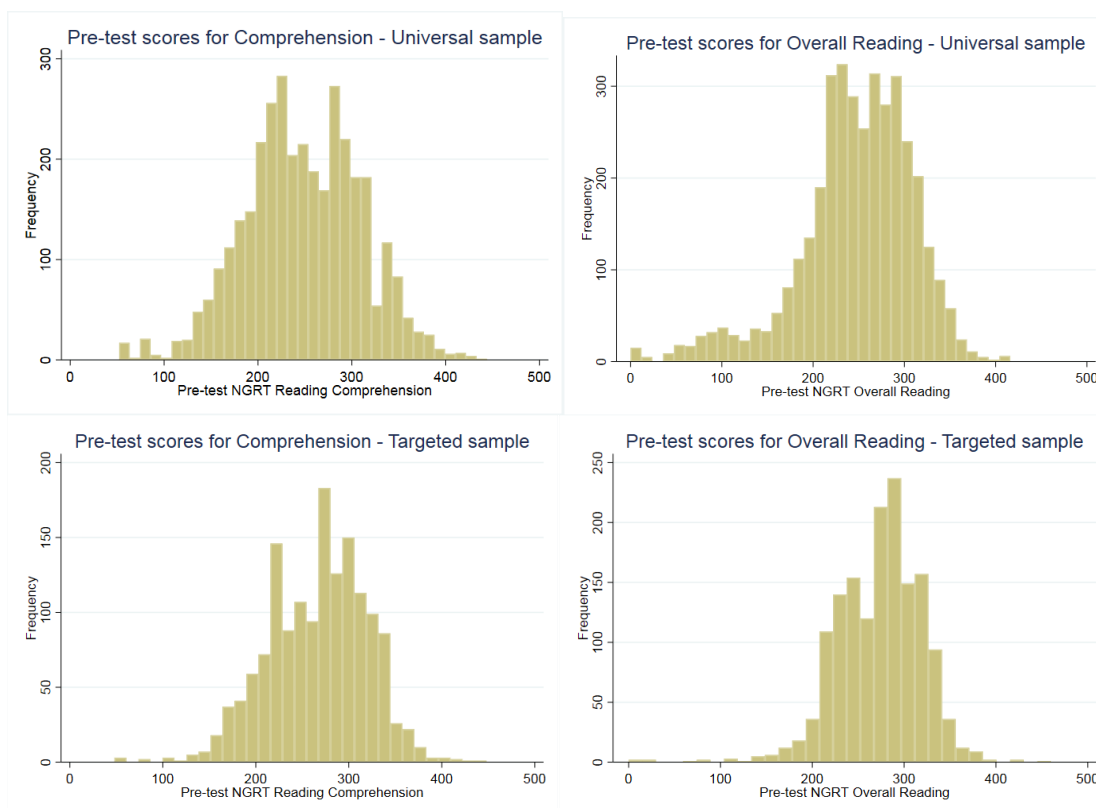 Pre-test scores for Comprehension - Universal sample
Frequency
300
200
100
0
0 100 200 300 400 500
Pre-test NGRT Reading Comprehension
Pre-test scores for Overall Reading - Universal sample
Frequency
300
200
100
0
0 100 200 300 400 500
Pre-test NGRT Overall Reading
Pre-test scores for Comprehension - Targeted sample
Frequency
200
150
100
50
0
0 100 200 300 400 500
Pre-test NGRT Reading Comprehension
Pre-test scores for Overall Reading - Targeted sample
Frequency
250
200
150
100
50
0
0 100 200 300 400 500
Pre-test NGRT Overall Reading